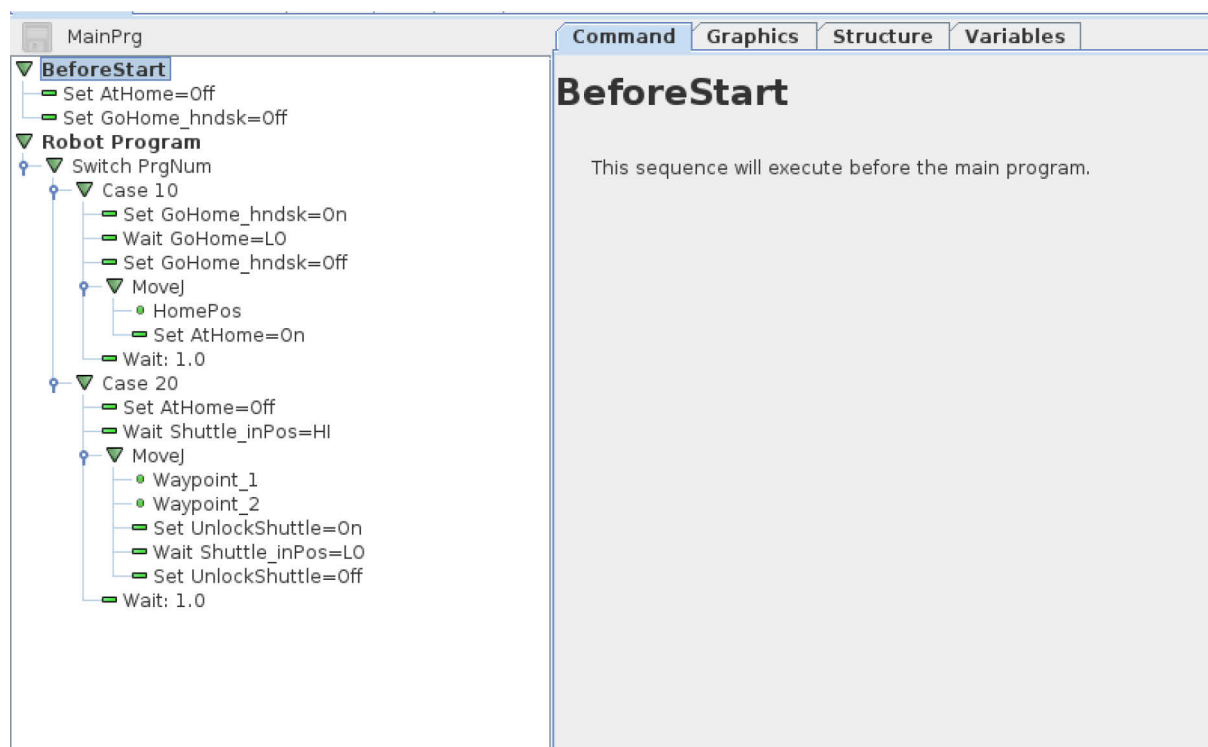 MainPrg
Command Graphics Structure Variables
BeforeStart
Set AtHome=Off
Set GoHome_hndsk=Off
Robot Program
Switch PrgNum
Case 10
Set GoHome_hndsk=On
Wait GoHome=LO
Set GoHome_hndsk=Off
MoveJ
HomePos
Set AtHome=On
Wait: 1.0
Case 20
Set AtHome=Off
Wait Shuttle_inPos=HI
MoveJ
Waypoint_1
Waypoint_2
Set UnlockShuttle=On
Wait Shuttle_inPos=LO
Set UnlockShuttle=Off
Wait: 1.0
BeforeStart
This sequence will execute before the main program.